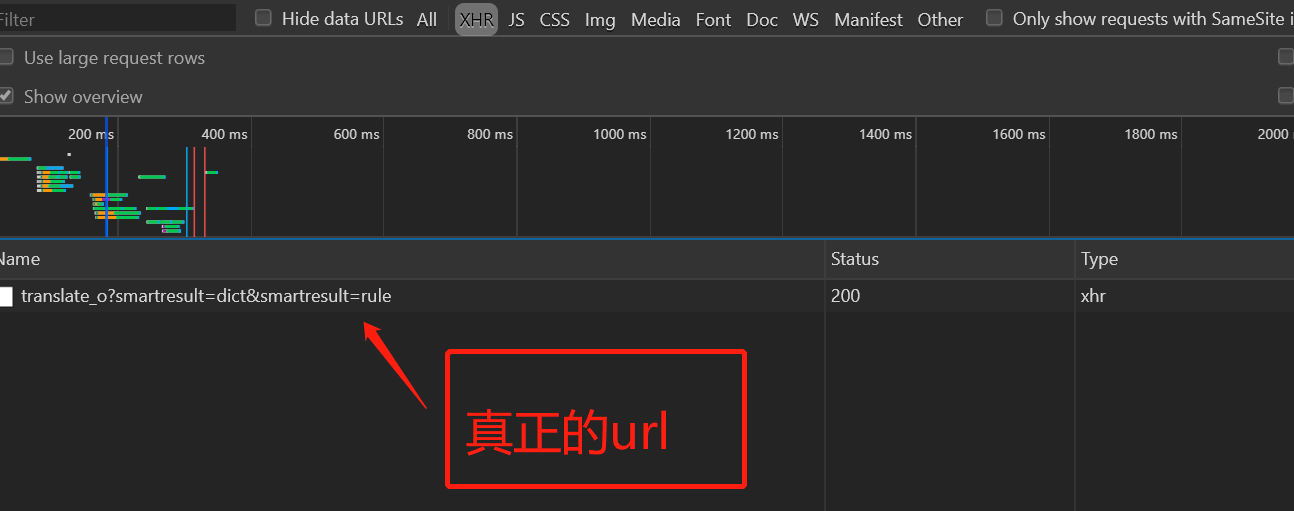 Filter Hide data URLs All XHR JS CSS Img Media Font Doc WS Manifest Other Only show requests with SameSite i
Use large request rows
Show overview
200 ms 400 ms 600 ms 800 ms 1000 ms 1200 ms 1400 ms 1600 ms 1800 ms 2000
Name Status Type
translate_o?smartresult=dict&smartresult=rule 200 xhr
真正的url